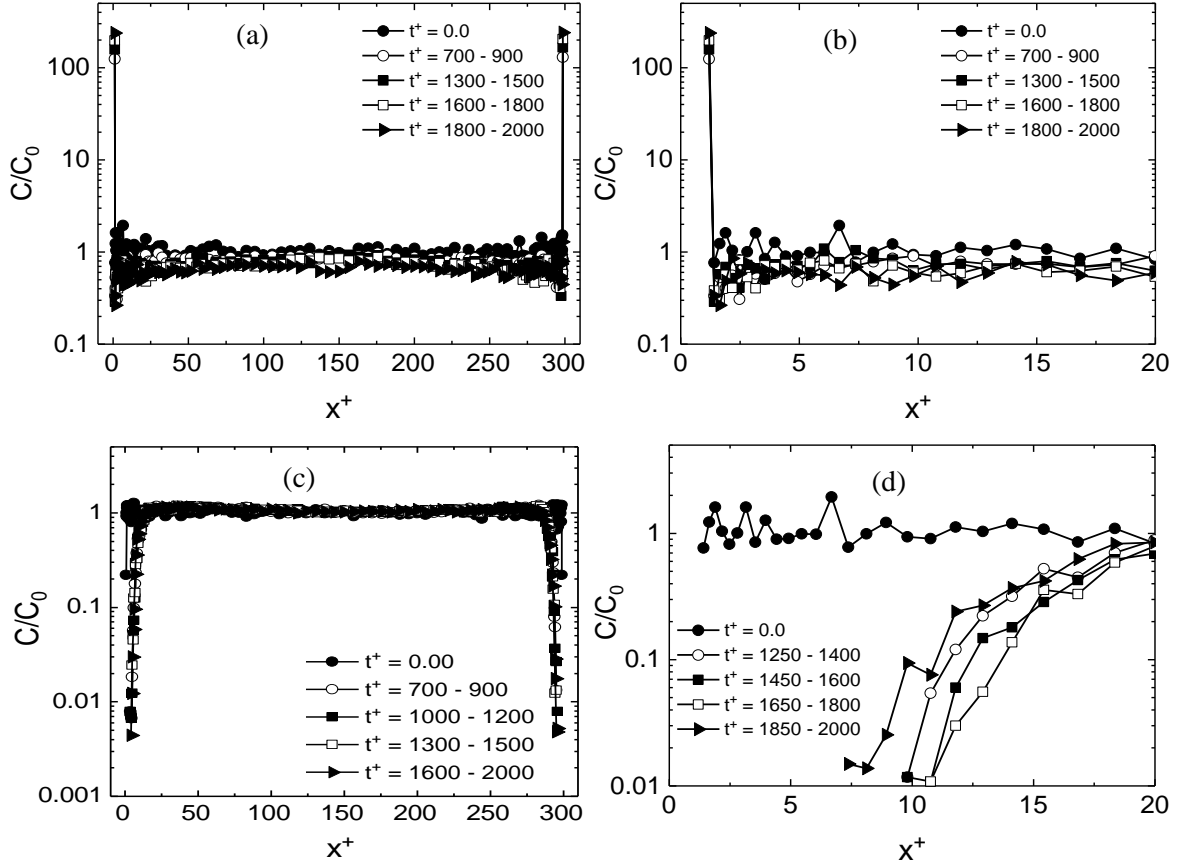 (a)
t⁺ = 0.0
t⁺ = 700 - 900
t⁺ = 1300 - 1500
t⁺ = 1600 - 1800
t⁺ = 1800 - 2000
100
10
1
0.1
C/C₀
0 50 100 150 200 250 300
x⁺
(b)
t⁺ = 0.0
t⁺ = 700 - 900
t⁺ = 1300 - 1500
t⁺ = 1600 - 1800
t⁺ = 1800 - 2000
100
10
1
0.1
C/C₀
0 5 10 15 20
x⁺
(c)
1
0.1
0.01
0.001
C/C₀
t⁺ = 0.00
t⁺ = 700 - 900
t⁺ = 1000 - 1200
t⁺ = 1300 - 1500
t⁺ = 1600 - 2000
0 50 100 150 200 250 300
x⁺
(d)
1
0.1
0.01
C/C₀
t⁺ = 0.0
t⁺ = 1250 - 1400
t⁺ = 1450 - 1600
t⁺ = 1650 - 1800
t⁺ = 1850 - 2000
0 5 10 15 20
x⁺